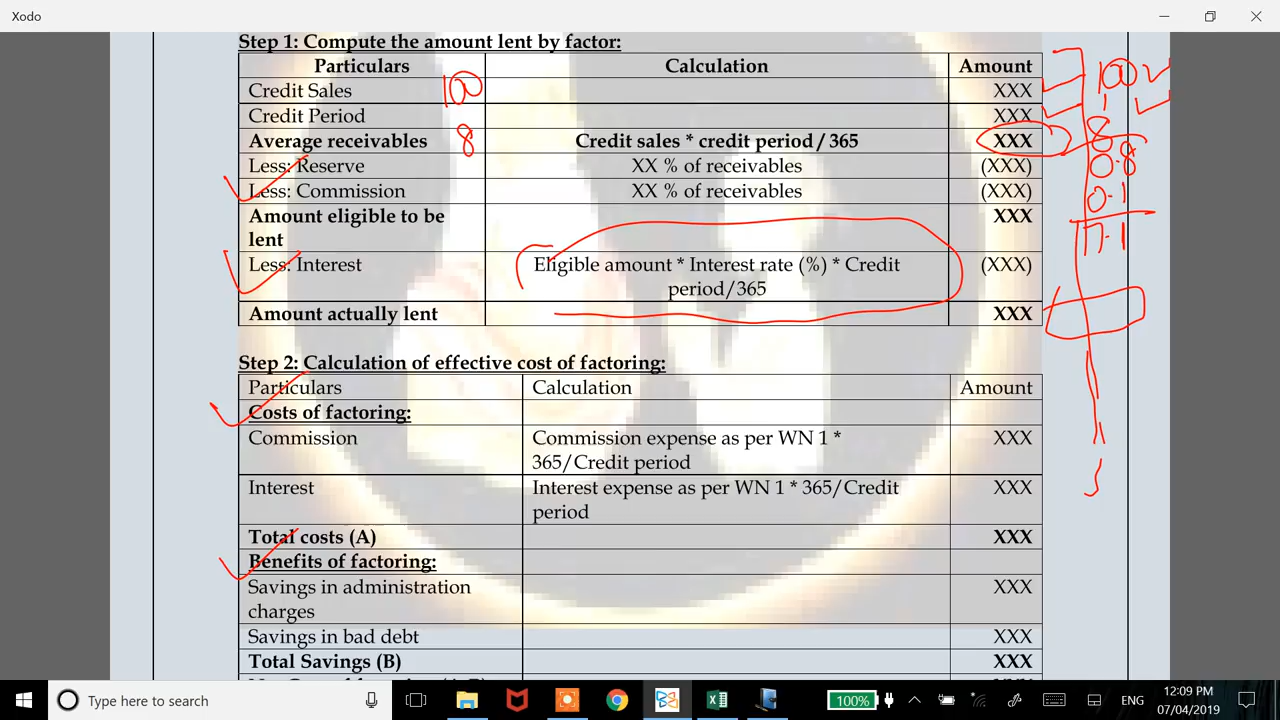 Xodo
Step 1: Compute the amount lent by factor:
Particulars Calculation Amount
Credit Sales 100 XXX 100
Credit Period XXX
Average receivables 8 Credit sales * credit period / 365 XXX 8
Less: Reserve XX % of receivables (XXX) 0.8
Less: Commission XX % of receivables (XXX) 0.1
Amount eligible to be XXX
lent
Less: Interest Eligible amount * Interest rate (%) * Credit (XXX)
period/365
Amount actually lent XXX
Step 2: Calculation of effective cost of factoring:
Particulars Calculation Amount
Costs of factoring:
Commission Commission expense as per WN 1 * XXX
365/Credit period
Interest Interest expense as per WN 1 * 365/Credit XXX
period
Total costs (A) XXX
Benefits of factoring:
Savings in administration XXX
charges
Savings in bad debt XXX
Total Savings (B) XXX
Type here to search 100% ENG 12:09 PM
07/04/2019